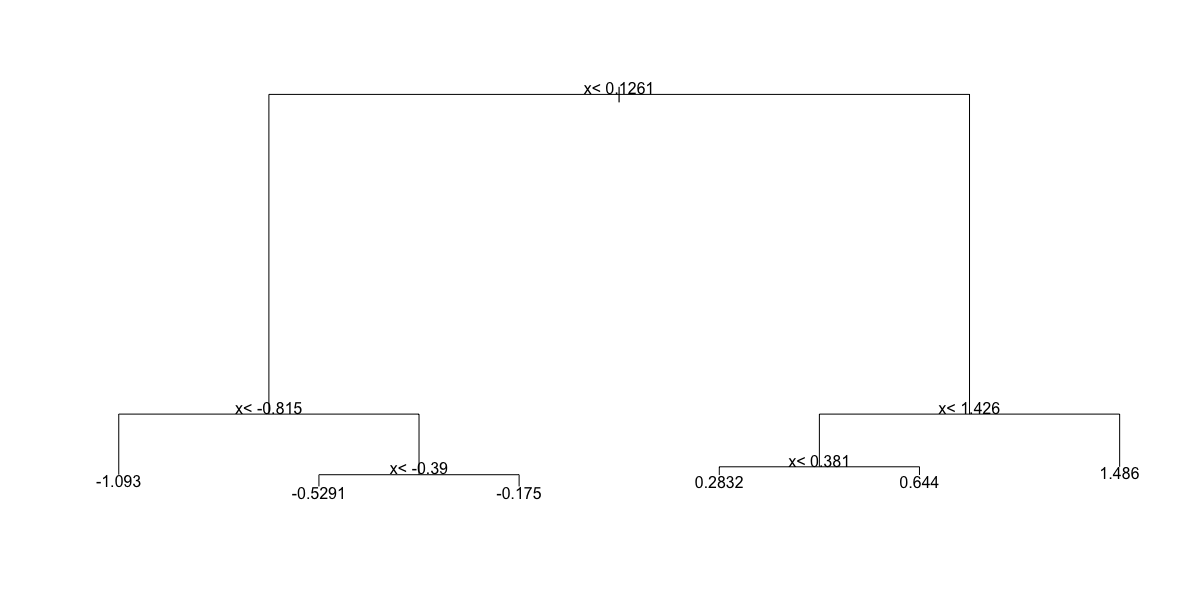 x< 0.1261
x< -0.815
x< 1.426
x< -0.39
x< 0.381
-1.093
-0.5291
-0.175
0.2832
0.644
1.486